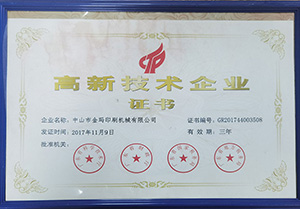 高新技术企业
证书
企业名称：中山市金玛印刷机械有限公司 证书编号：GR201744003508
发证时间：2017年11月9日 有效期：三年
批准机关：